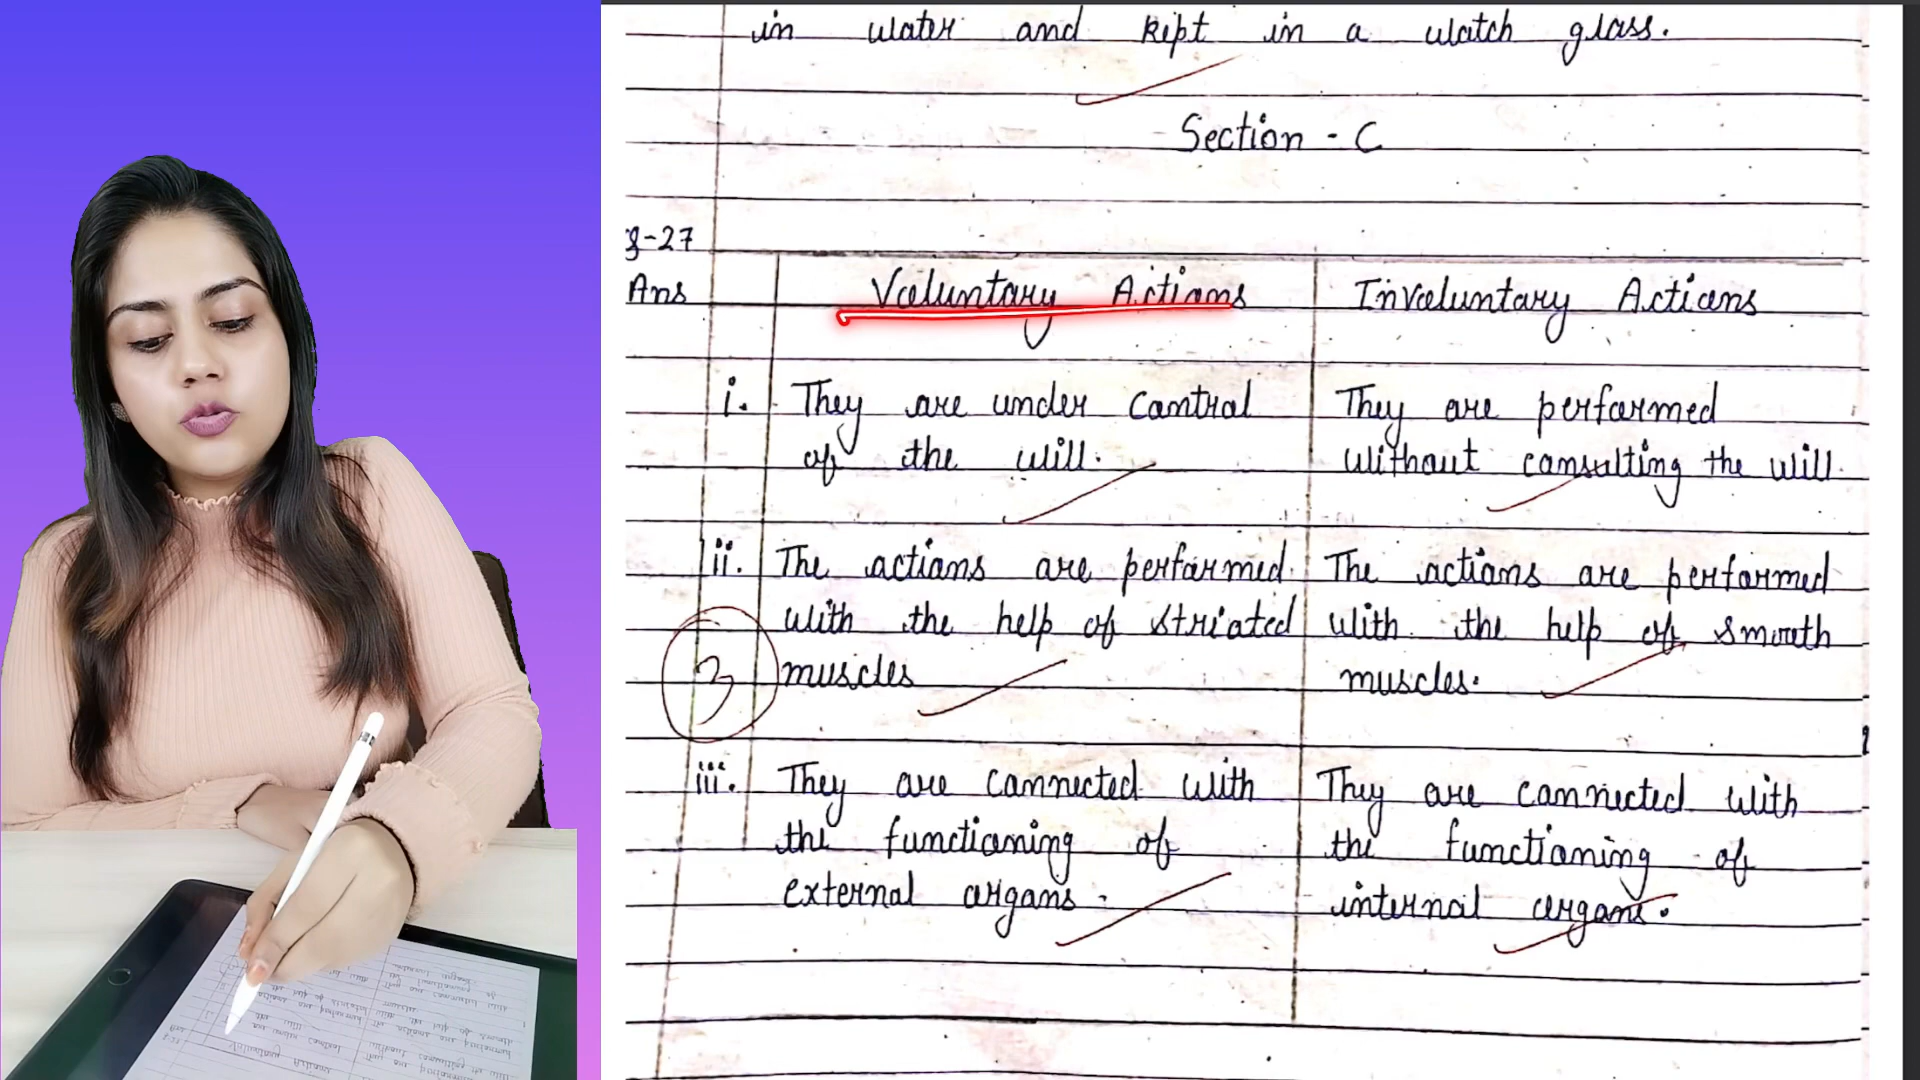 in water and kept in a watch glass.
Section - C
8-27
Ans Voluntary Actions Involuntary Actions
i. They are under control They are performed
of the will. without consulting the will.
ii. The actions are performed The actions are performed
with the help of striated with the help of smooth
3
muscles muscles.
iii. They are connected with They are connected with
the functioning of the functioning of
external organs. internal organs.